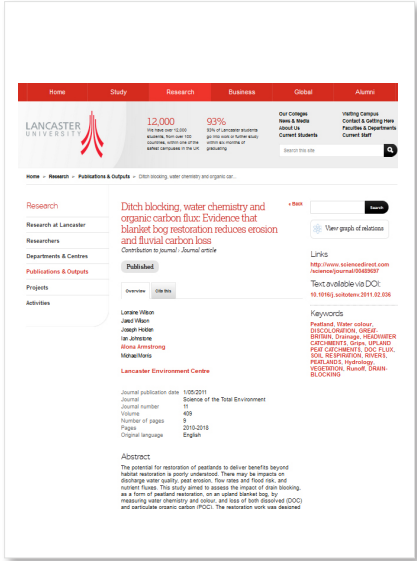 Home Study Research Business Global Alumni
LANCASTER
UNIVERSITY
12,000
We have over 12,000
students, from over 100
countries, within one of the
safest campuses in the UK
93%
93% of Lancaster students
go into work or further study
within six months of
graduating
Our Colleges
News & Media
About Us
Current Students
Visiting Campus
Contact & Getting Here
Faculties & Departments
Current Staff
Search this site
Home > Research > Publications & Outputs > Ditch blocking, water chemistry and organic car...
Research
Research at Lancaster
Researchers
Departments & Centres
Publications & Outputs
Projects
Activities
Ditch blocking, water chemistry and
organic carbon flux: Evidence that
blanket bog restoration reduces erosion
and fluvial carbon loss
Contribution to journal > Journal article
Published
Overview Cite this
Lorraine Wilson
Jared Wilson
Joseph Holden
Ian Johnstone
Alona Armstrong
Michael Morris
Lancaster Environment Centre
Journal publication date 1/05/2011
Journal Science of the Total Environment
Journal number 11
Volume 409
Number of pages 9
Pages 2010-2018
Original language English
Abstract
The potential for restoration of peatlands to deliver benefits beyond
habitat restoration is poorly understood. There may be impacts on
discharge water quality, peat erosion, flow rates and flood risk, and
nutrient fluxes. This study aimed to assess the impact of drain blocking,
as a form of peatland restoration, on an upland blanket bog, by
measuring water chemistry and colour, and loss of both dissolved (DOC)
and particulate organic carbon (POC). The restoration work was designed
Back
Search
View graph of relations
Links
http://www.sciencedirect.com
/science/journal/00489697
Text available via DOI:
10.1016/j.scitotenv.2011.02.036
Keywords
Peatland, Water colour,
DISCOLORATION, GREAT-
BRITAIN, Drainage, HEADWATER
CATCHMENTS, Grips, UPLAND
PEAT CATCHMENTS, DOC FLUX,
SOIL RESPIRATION, RIVERS,
PEATLANDS, Hydrology,
VEGETATION, Runoff, DRAIN-
BLOCKING